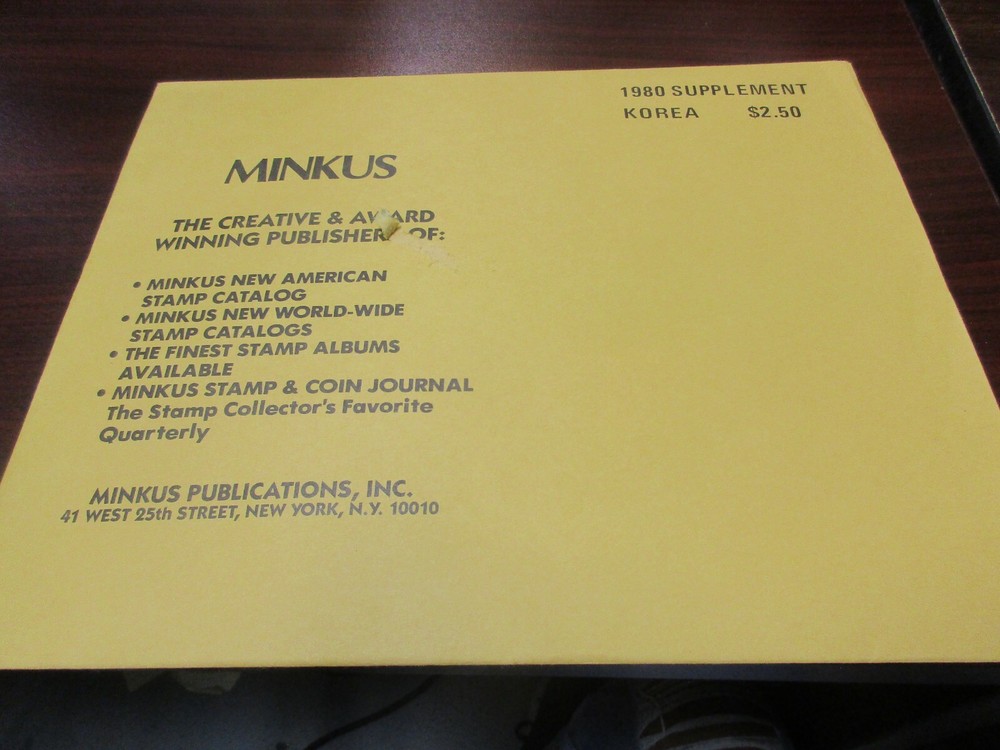 1980 SUPPLEMENT
KOREA $2.50
MINKUS
THE CREATIVE & AWARD
WINNING PUBLISHER OF:
• MINKUS NEW AMERICAN
STAMP CATALOG
• MINKUS NEW WORLD-WIDE
STAMP CATALOGS
• THE FINEST STAMP ALBUMS
AVAILABLE
• MINKUS STAMP & COIN JOURNAL
The Stamp Collector's Favorite
Quarterly
MINKUS PUBLICATIONS, INC.
41 WEST 25th STREET, NEW YORK, N.Y. 10010